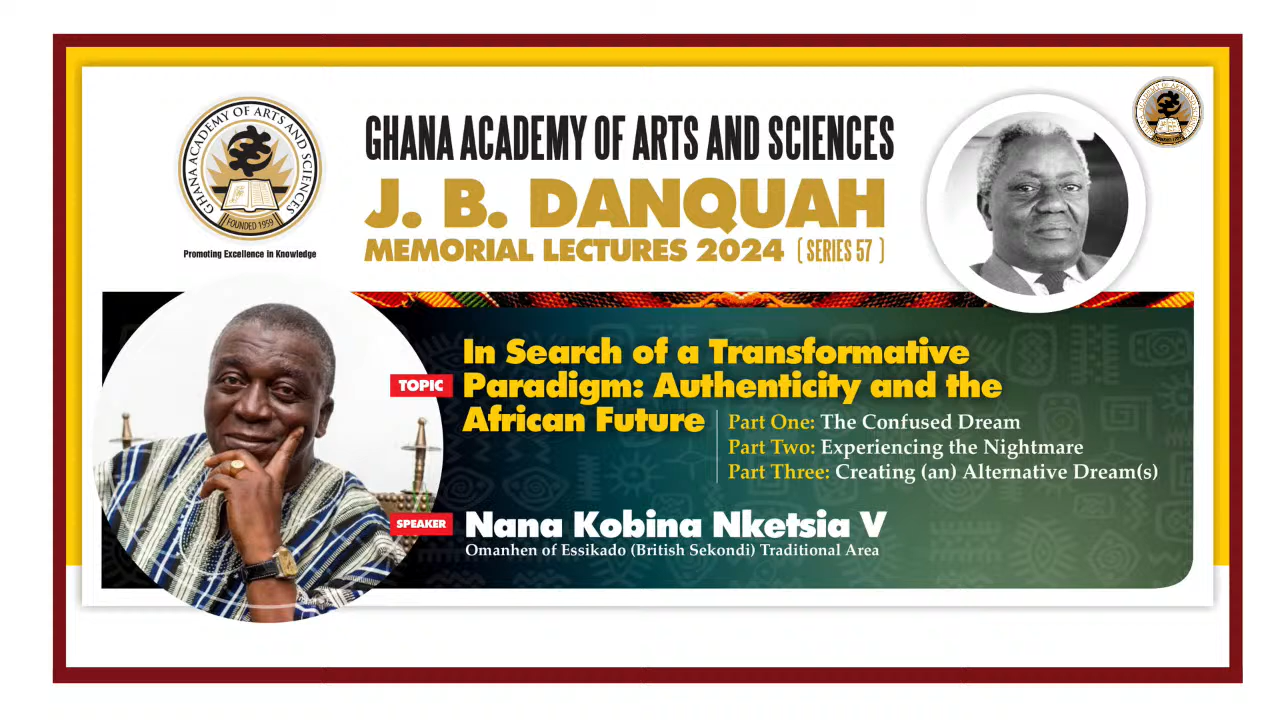 GHANA ACADEMY OF ARTS AND SCIENCES
FOUNDED 1959
Promoting Excellence in Knowledge
GHANA ACADEMY OF ARTS AND SCIENCES
J. B. DANQUAH
MEMORIAL LECTURES 2024 (SERIES 57)
TOPIC
In Search of a Transformative
Paradigm: Authenticity and the
African Future
Part One: The Confused Dream
Part Two: Experiencing the Nightmare
Part Three: Creating (an) Alternative Dream(s)
SPEAKER
Nana Kobina Nketsia V
Omanhen of Essikado (British Sekondi) Traditional Area